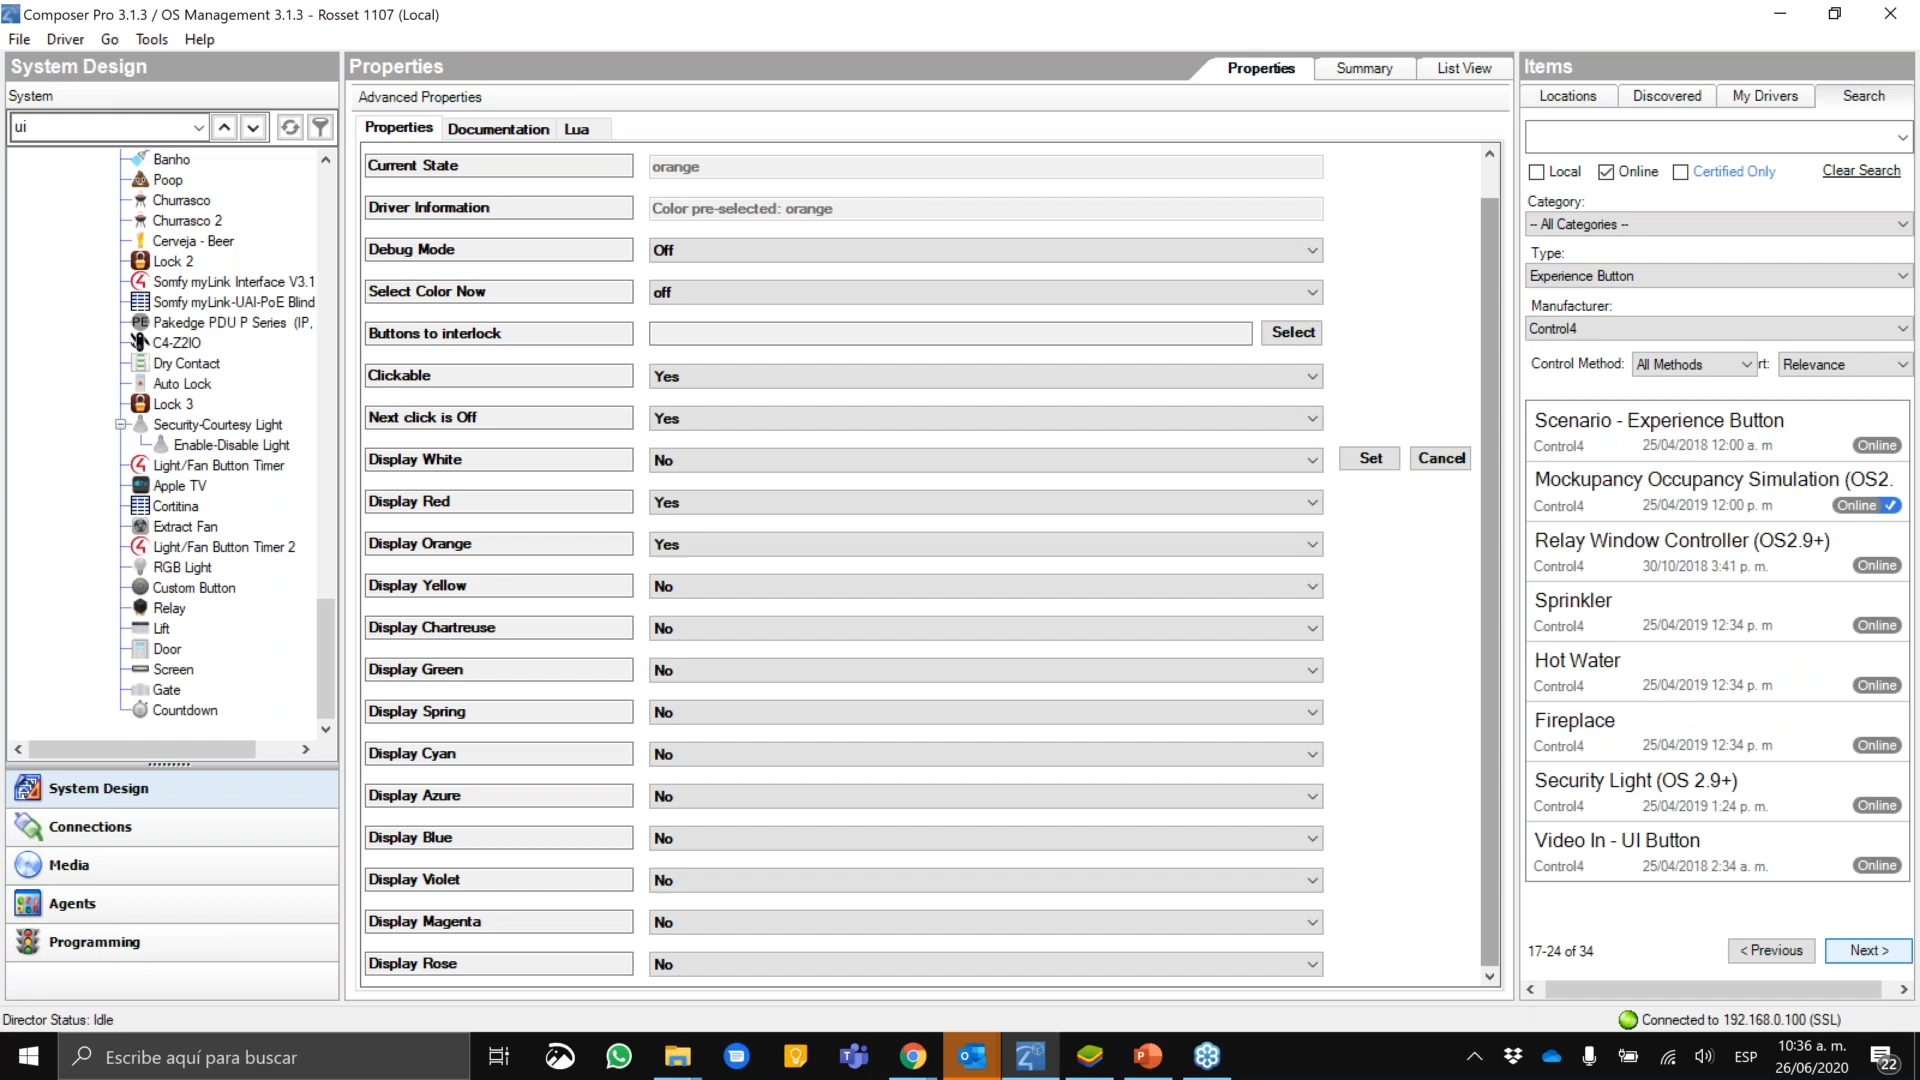 Composer Pro 3.1.3 / OS Management 3.1.3 - Rosset 1107 (Local)
File Driver Go Tools Help
System Design
System
ui
Banho
Poop
Churrasco
Churrasco 2
Cerveja - Beer
Lock 2
Somfy myLink Interface V3.1
Somfy myLink-UAI-PoE Blind
Pakedge PDU P Series (IP,
C4-Z2IO
Dry Contact
Auto Lock
Lock 3
Security-Courtesy Light
Enable-Disable Light
Light/Fan Button Timer
Apple TV
Cortitina
Extract Fan
Light/Fan Button Timer 2
RGB Light
Custom Button
Relay
Lift
Door
Screen
Gate
Countdown
System Design
Connections
Media
Agents
Programming
Properties
Properties Summary List View
Advanced Properties
Properties Documentation Lua
Current State orange
Driver Information Color pre-selected: orange
Debug Mode Off
Select Color Now off
Buttons to interlock Select
Clickable Yes
Next click is Off Yes
Display White No Set Cancel
Display Red Yes
Display Orange Yes
Display Yellow No
Display Chartreuse No
Display Green No
Display Spring No
Display Cyan No
Display Azure No
Display Blue No
Display Violet No
Display Magenta No
Display Rose No
Items
Locations Discovered My Drivers Search
Local Online Certified Only Clear Search
Category:
-- All Categories --
Type:
Experience Button
Manufacturer:
Control4
Control Method: All Methods rt: Relevance
Scenario - Experience Button
Control4 25/04/2018 12:00 a. m Online
Mockupancy Occupancy Simulation (OS2.
Control4 25/04/2019 12:00 p. m Online
Relay Window Controller (OS2.9+)
Control4 30/10/2018 3:41 p. m. Online
Sprinkler
Control4 25/04/2019 12:34 p. m Online
Hot Water
Control4 25/04/2019 12:34 p. m Online
Fireplace
Control4 25/04/2019 12:34 p. m Online
Security Light (OS 2.9+)
Control4 25/04/2019 1:24 p. m. Online
Video In - UI Button
Control4 25/04/2018 2:34 a. m. Online
17-24 of 34 < Previous Next >
Director Status: Idle
Connected to 192.168.0.100 (SSL)
Escribe aquí para buscar
ESP
10:36 a. m.
26/06/2020
22